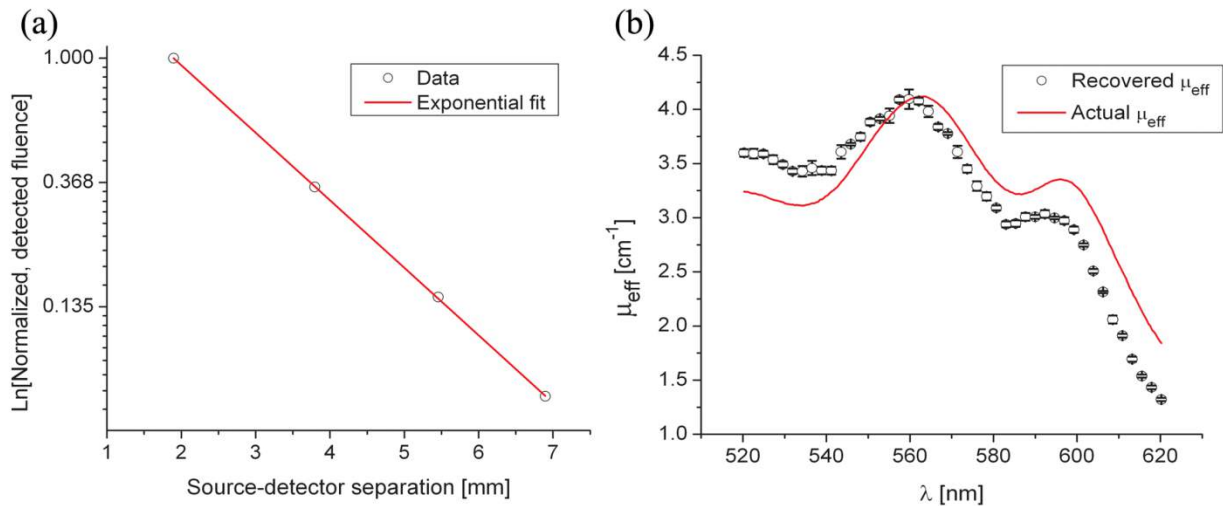 (a)
Ln[Normalized, detected fluence]
1.000
0.368
0.135
Data
Exponential fit
1 2 3 4 5 6 7
Source-detector separation [mm]
(b)
μeff [cm-1]
4.5
4.0
3.5
3.0
2.5
2.0
1.5
1.0
Recovered μeff
Actual μeff
520 540 560 580 600 620
λ [nm]